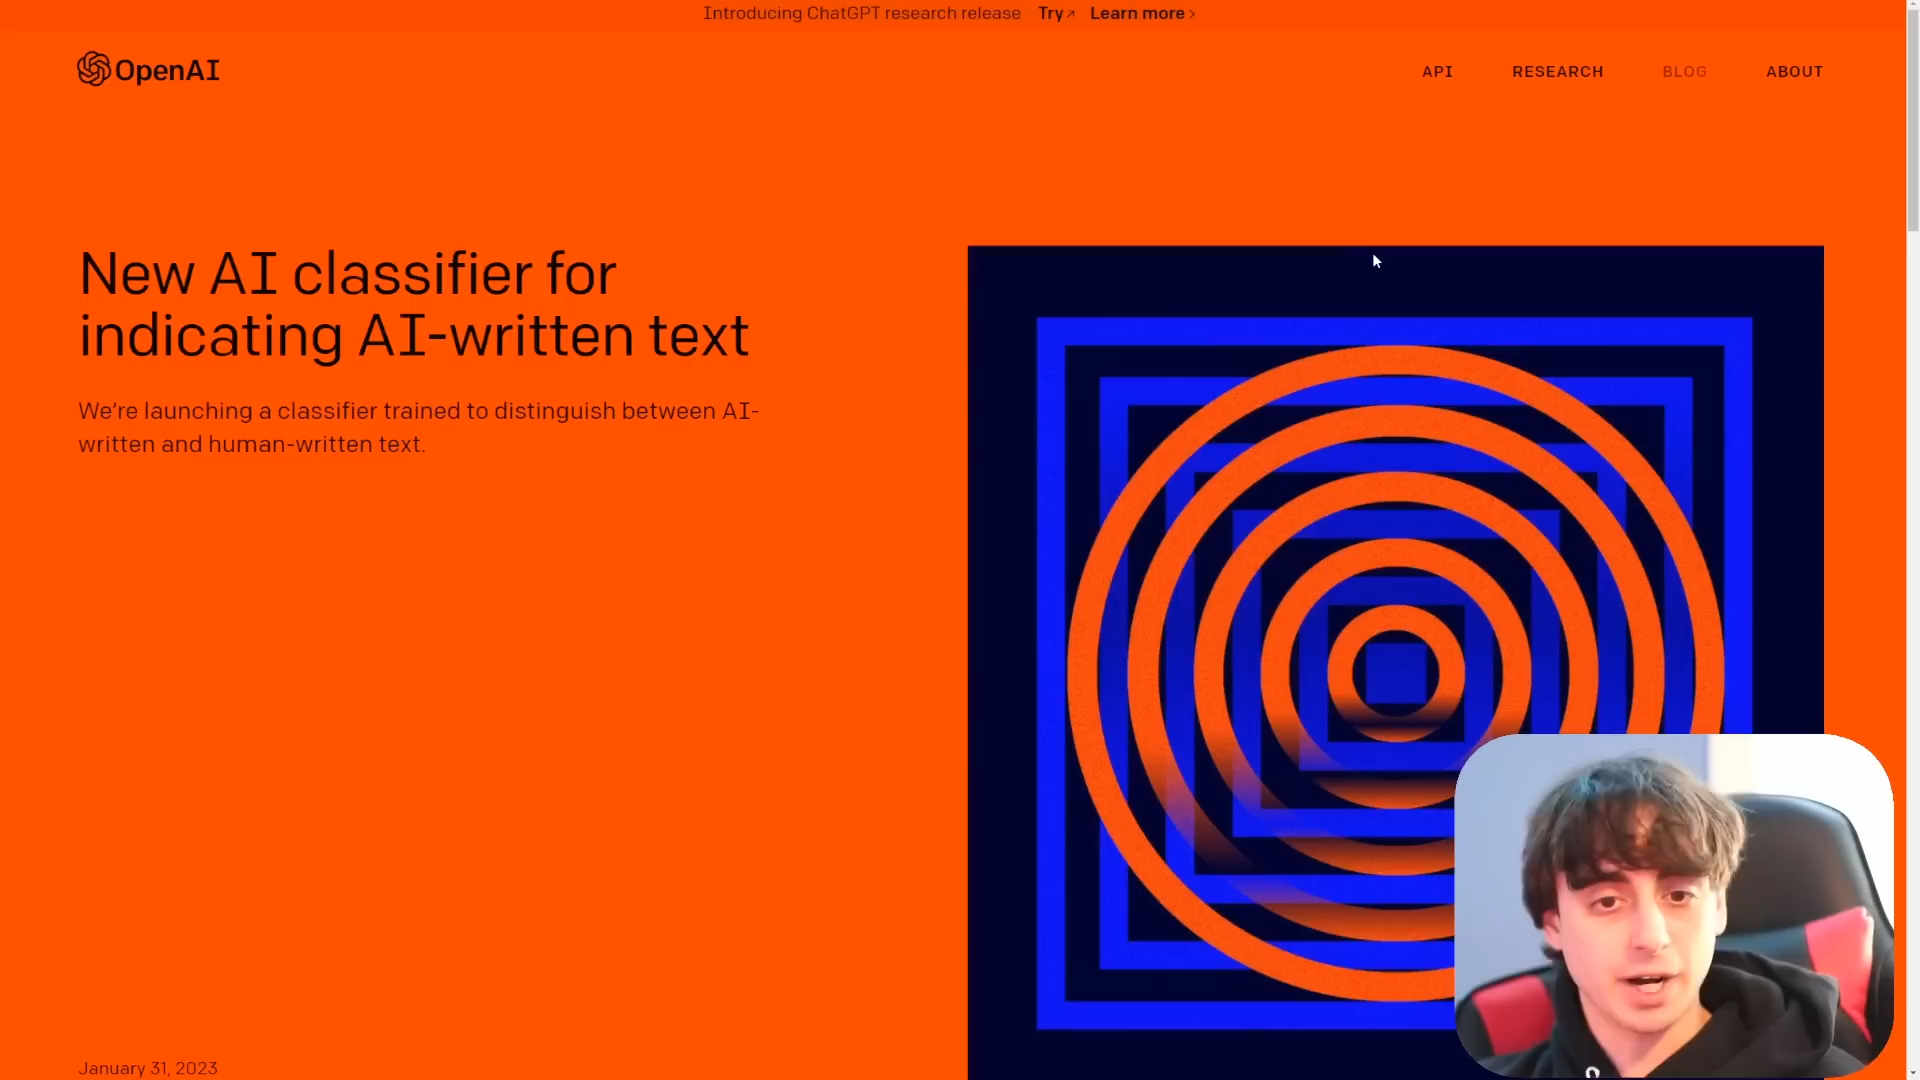 Introducing ChatGPT research release Try↗ Learn more ›
OpenAI
API RESEARCH BLOG ABOUT
New AI classifier for
indicating AI-written text
We're launching a classifier trained to distinguish between AI-
written and human-written text.
January 31, 2023